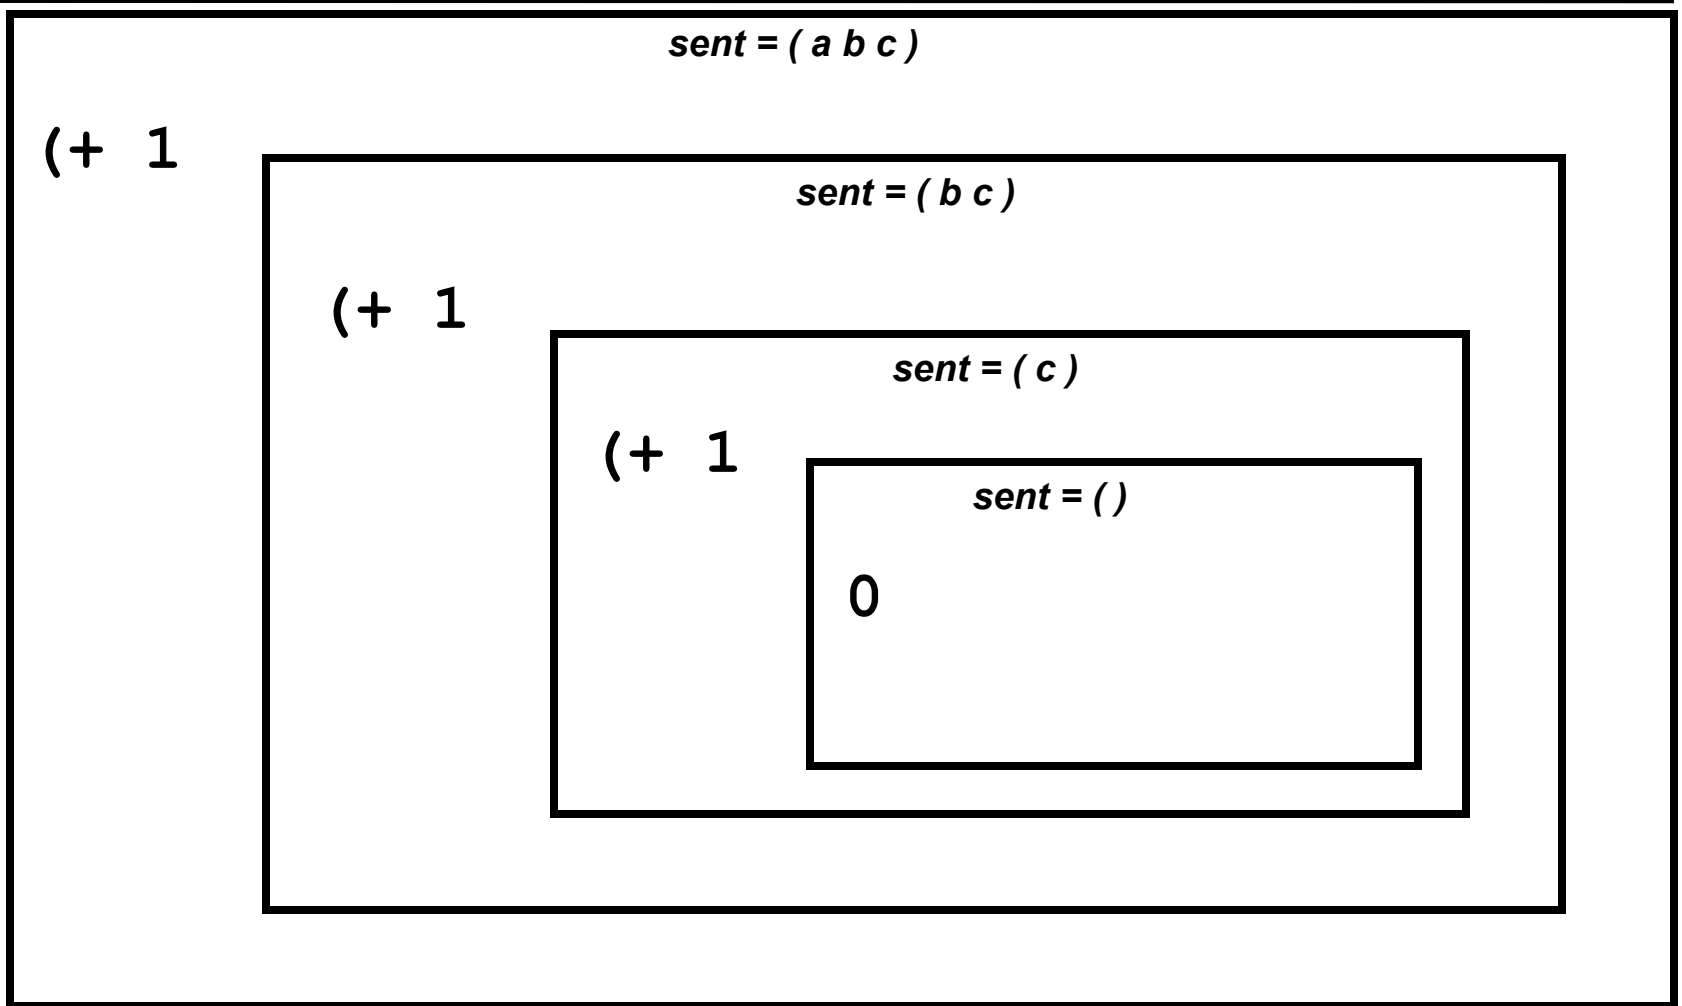 sent = ( a b c )
(+ 1
sent = ( b c )
(+ 1
sent = ( c )
(+ 1
sent = ( )
0